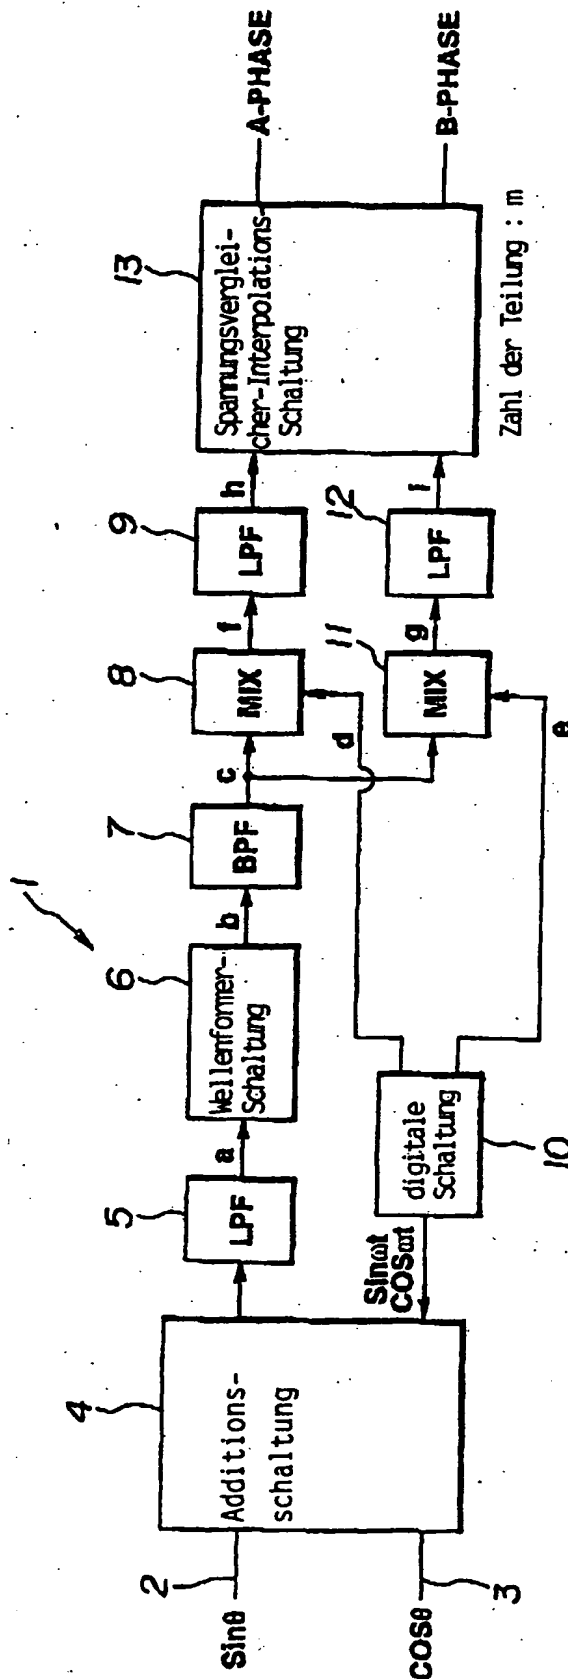 1
2
Sinθ
COSθ
3
4
Additions-
schaltung
5
LPF
a
6
Wellenformer-
Schaltung
b
7
BPF
c
8
MIX
f
9
LPF
h
13
Spannungsverglei-
cher-Interpolations-
Schaltung
A-PHASE
B-PHASE
Zahl der Teilung : m
Sinωt
COSωt
digitale
Schaltung
10
d
e
11
MIX
g
12
LPF
i